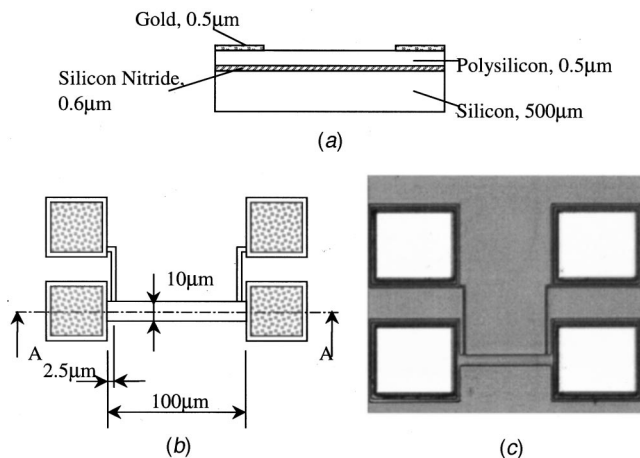 Gold, 0.5μm
Silicon Nitride,
0.6μm
Polysilicon, 0.5μm
Silicon, 500μm
(a)
10μm
A
A
2.5μm
100μm
(b)
(c)